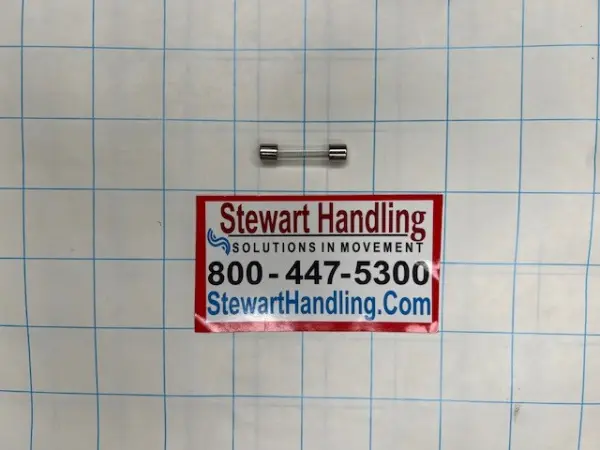 Stewart Handling
SOLUTIONS IN MOVEMENT
800-447-5300
StewartHandling.Com